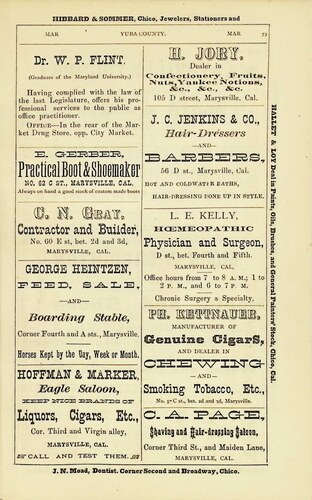 HIBBARD & SOMMER, Chico, Jewelers, Stationers and
MAR YUBA COUNTY. MAR 73
Dr. W. P. FLINT.
(Graduates of the Maryland University.)
Having complied with the law of
the last Legislature, offers his pro-
fessional services to the public as
office practitioner.
OFFICE—In the rear of the Mar-
ket Drug Store, opp. City Market.
E. GERBER,
Practical Boot & Shoemaker
NO. 62 C ST., MARYSVILLE, CAL.
Always on hand a good stock of custom made boots
C. N. GRAY,
Contractor and Builder,
No. 60 E st, bet. 2d and 3d,
MARYSVILLE, CAL.
GEORGE HEINTZEN,
FEED, SALE,
—AND—
Boarding Stable,
Corner Fourth and A sts., Marysville.
Horses Kept by the Day, Week or Month.
HOFFMAN & MARKER,
Eagle Saloon,
KEEP NICE BRANDS OF
Liquors, Cigars, Etc.,
Cor. Third and Virgin alley,
MARYSVILLE, CAL.
CALL AND TEST THEM.
H. JORY,
Dealer in
Confectionery, Fruits,
Nuts, Yankee Notions,
&c., &c., &c.
105 D street, Marysville, Cal.
J. C. JENKINS & CO.,
Hair-Dressers
—AND—
BARBERS,
56 D st., Marysville, Cal.
HOT AND COLD WATER BATHS,
HAIR-DRESSING DONE UP IN STYLE.
L. E. KELLY,
HŒMEOPATHIC
Physician and Surgeon,
D st., bet. Fourth and Fifth.
MARYSVILLE, CAL.
Office hours from 7 to 8 A. M.; 1 to
2 P. M., and 6 to 7 P. M.
Chronic Surgery a Specialty.
PH. KETTNAUER,
MANUFACTURER OF
Genuine Cigars,
AND DEALER IN
CHEWING
—AND—
Smoking Tobacco, Etc.,
C st., bet. 2d and 3d, Marysville.
C. A. PAGE,
Shaving and Hair-dressing Saloon,
Corner Third St., and Maiden Lane,
MARYSVILLE, CAL.
HALLET & LOY Deal in Paints, Oils, Brushes, and General Painters' Stock, Chico, Cal.
J. N. Mead, Dentist. Corner Second and Broadway, Chico.